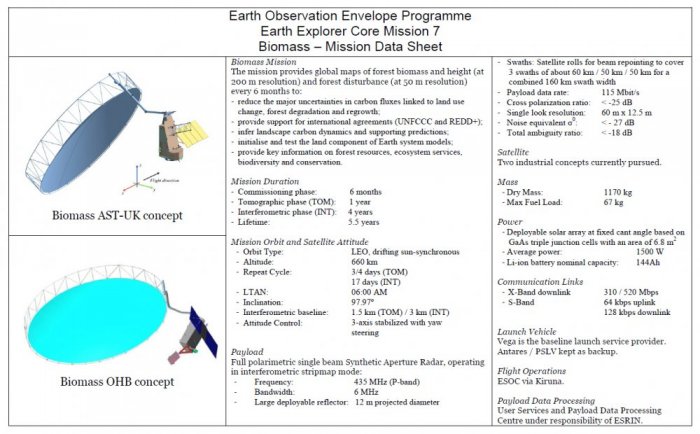 Earth Observation Envelope Programme
Earth Explorer Core Mission 7
Biomass – Mission Data Sheet
Flight direction
Biomass AST-UK concept
Biomass OHB concept
Biomass Mission
The mission provides global maps of forest biomass and height (at
200 m resolution) and forest disturbance (at 50 m resolution)
every 6 months to:
- reduce the major uncertainties in carbon fluxes linked to land use
change, forest degradation and regrowth;
- provide support for international agreements (UNFCCC and REDD+);
- infer landscape carbon dynamics and supporting predictions;
- initialise and test the land component of Earth system models;
- provide key information on forest resources, ecosystem services,
biodiversity and conservation.
Mission Duration
- Commissioning phase: 6 months
- Tomographic phase (TOM): 1 year
- Interferometric phase (INT): 4 years
- Lifetime: 5.5 years
Mission Orbit and Satellite Attitude
- Orbit Type: LEO, drifting sun-synchronous
- Altitude: 660 km
- Repeat Cycle: 3/4 days (TOM)
17 days (INT)
- LTAN: 06:00 AM
- Inclination: 97.97º
- Interferometric baseline: 1.5 km (TOM) / 3 km (INT)
- Attitude Control: 3-axis stabilized with yaw
steering
Payload
Full polarimetric single beam Synthetic Aperture Radar, operating
in interferometric stripmap mode:
- Frequency: 435 MHz (P-band)
- Bandwidth: 6 MHz
- Large deployable reflector: 12 m projected diameter
- Swaths: Satellite rolls for beam repointing to cover
3 swaths of about 60 km / 50 km / 50 km for a
combined 160 km swath width
- Payload data rate: 115 Mbit/s
- Cross polarization ratio: < -25 dB
- Single look resolution: 60 m x 12.5 m
- Noise equivalent σ⁰: < - 27 dB
- Total ambiguity ratio: < -18 dB
Satellite
Two industrial concepts currently pursued.
Mass
- Dry Mass: 1170 kg
- Max Fuel Load: 67 kg
Power
- Deployable solar array at fixed cant angle based on
GaAs triple junction cells with an area of 6.8 m²
- Average power: 1500 W
- Li-ion battery nominal capacity: 144Ah
Communication Links
- X-Band downlink 310 / 520 Mbps
- S-Band 64 kbps uplink
128 kbps downlink
Launch Vehicle
Vega is the baseline launch service provider.
Antares / PSLV kept as backup.
Flight Operations
ESOC via Kiruna.
Payload Data Processing
User Services and Payload Data Processing
Centre under responsibility of ESRIN.